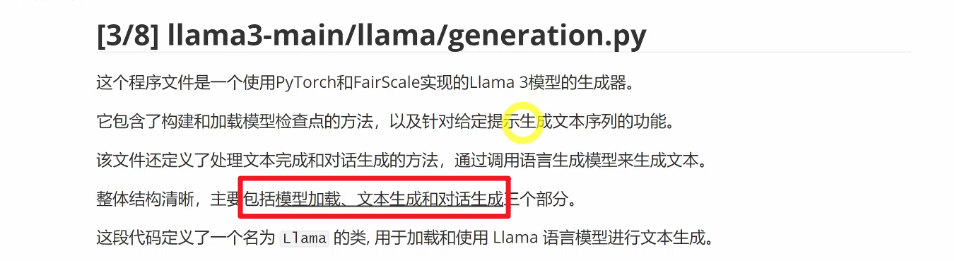 [3/8] llama3-main/llama/generation.py
这个程序文件是一个使用PyTorch和FairScale实现的Llama 3模型的生成器。
它包含了构建和加载模型检查点的方法，以及针对给定提示生成文本序列的功能。
该文件还定义了处理文本完成和对话生成的方法，通过调用语言生成模型来生成文本。
整体结构清晰，主要包括模型加载、文本生成和对话生成三个部分。
这段代码定义了一个名为 Llama 的类, 用于加载和使用 Llama 语言模型进行文本生成。